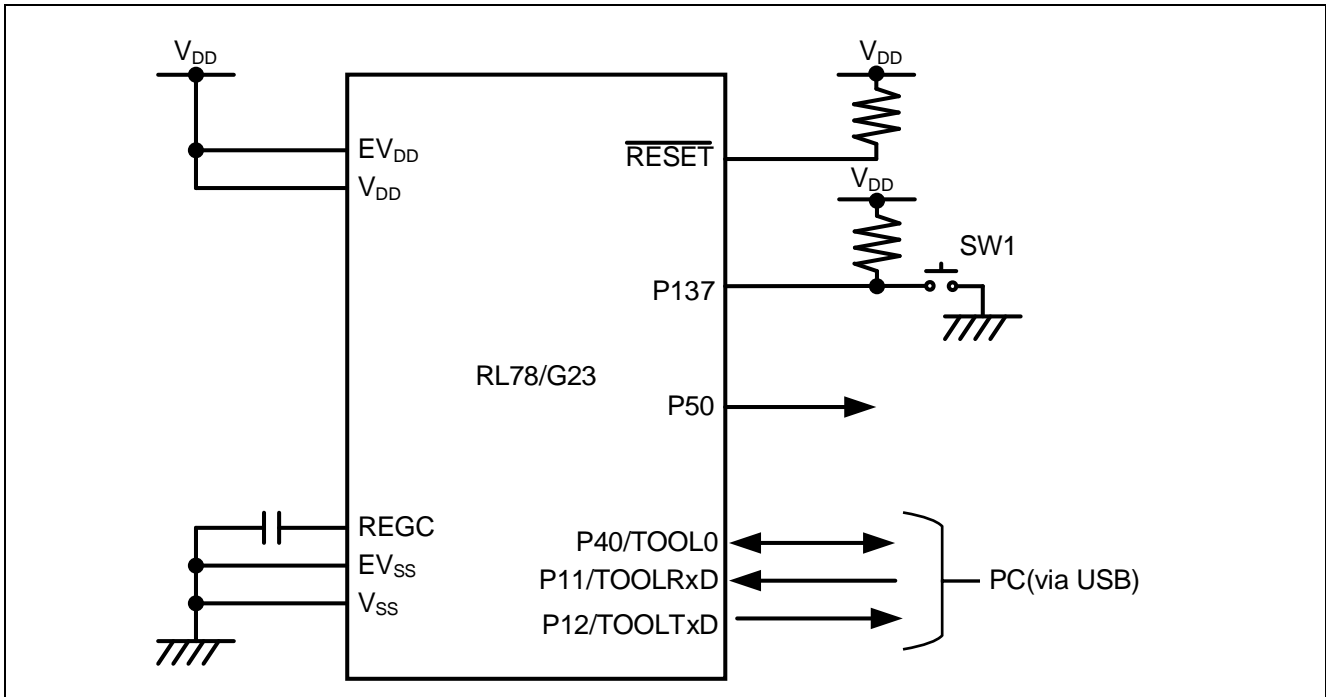 VDD
EVDD
VDD
REGC
EVSS
VSS
RL78/G23
VDD
RESET
VDD
SW1
P137
P50
P40/TOOL0
P11/TOOLRxD
P12/TOOLTxD
PC(via USB)